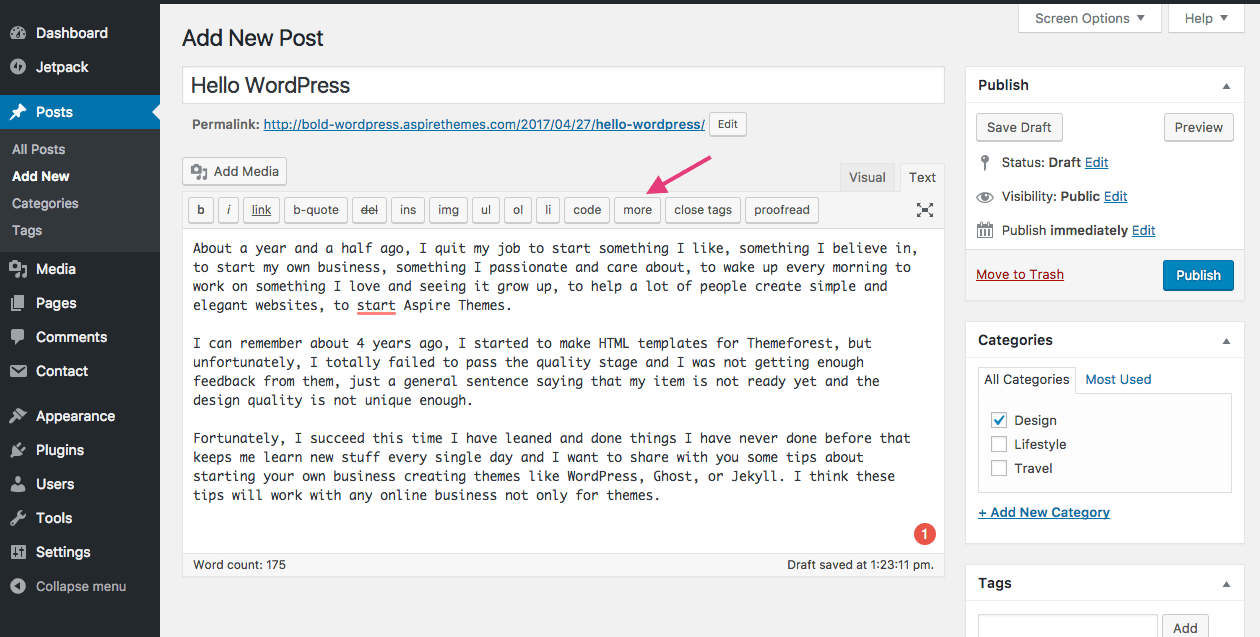 Dashboard
Jetpack
Posts
All Posts
Add New
Categories
Tags
Media
Pages
Comments
Contact
Appearance
Plugins
Users
Tools
Settings
Collapse menu
Screen Options
Help
Add New Post
Hello WordPress
Permalink: http://bold-wordpress.aspirethemes.com/2017/04/27/hello-wordpress/ Edit
Add Media
Visual Text
b i link b-quote del ins img ul ol li code more close tags proofread
About a year and a half ago, I quit my job to start something I like, something I believe in,
to start my own business, something I passionate and care about, to wake up every morning to
work on something I love and seeing it grow up, to help a lot of people create simple and
elegant websites, to start Aspire Themes.
I can remember about 4 years ago, I started to make HTML templates for Themeforest, but
unfortunately, I totally failed to pass the quality stage and I was not getting enough
feedback from them, just a general sentence saying that my item is not ready yet and the
design quality is not unique enough.
Fortunately, I succeed this time I have leaned and done things I have never done before that
keeps me learn new stuff every single day and I want to share with you some tips about
starting your own business creating themes like WordPress, Ghost, or Jekyll. I think these
tips will work with any online business not only for themes.
1
Word count: 175
Draft saved at 1:23:11 pm.
Publish
Save Draft
Preview
Status: Draft Edit
Visibility: Public Edit
Publish immediately Edit
Move to Trash
Publish
Categories
All Categories Most Used
Design
Lifestyle
Travel
+ Add New Category
Tags
Add